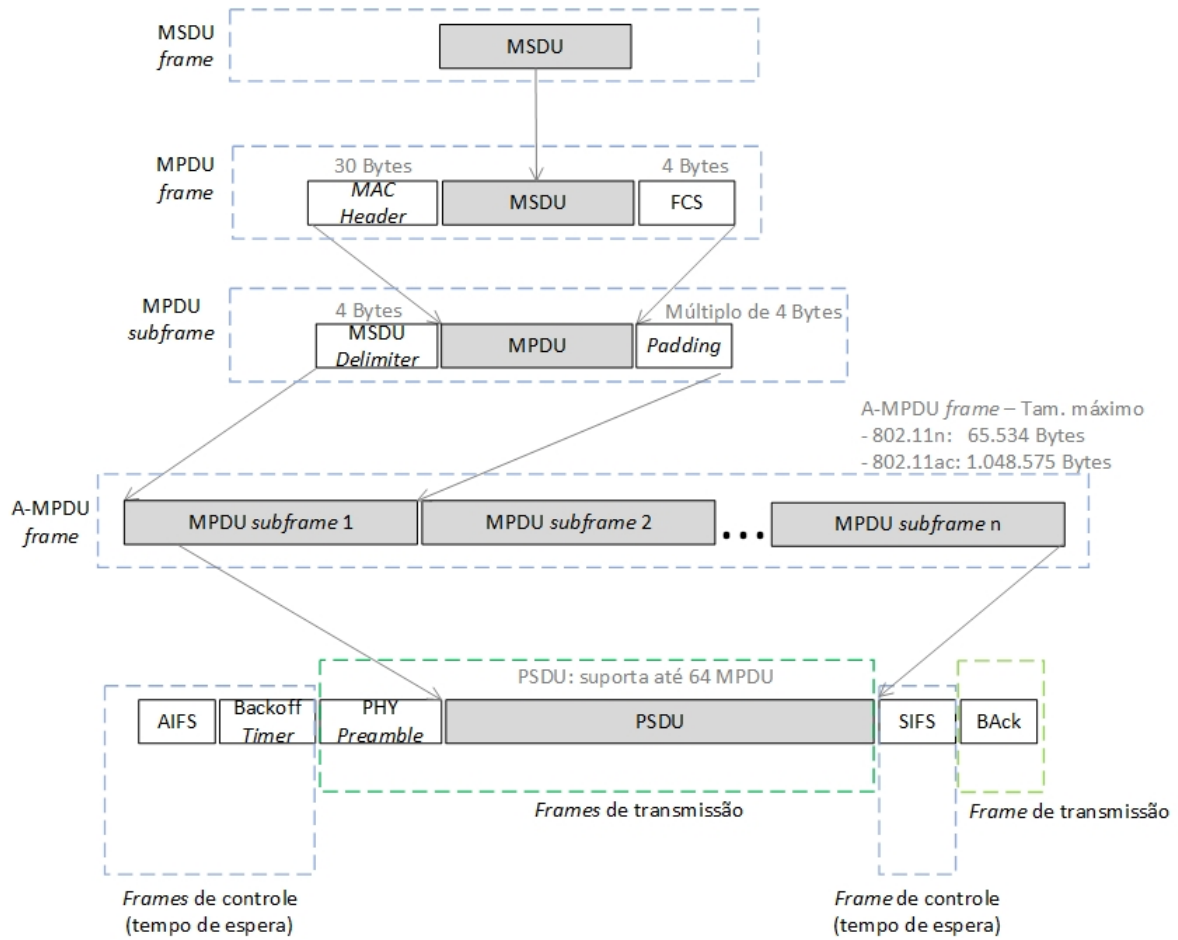 MSDU
frame
MSDU
MPDU
frame
30 Bytes
4 Bytes
MAC
Header
MSDU
FCS
MPDU
subframe
4 Bytes
Múltiplo de 4 Bytes
MSDU
Delimiter
MPDU
Padding
A-MPDU frame – Tam. máximo
- 802.11n: 65.534 Bytes
- 802.11ac: 1.048.575 Bytes
A-MPDU
frame
MPDU subframe 1
MPDU subframe 2
...
MPDU subframe n
PSDU: suporta até 64 MPDU
AIFS
Backoff
Timer
PHY
Preamble
PSDU
SIFS
BAck
Frames de transmissão
Frame de transmissão
Frames de controle
(tempo de espera)
Frame de controle
(tempo de espera)